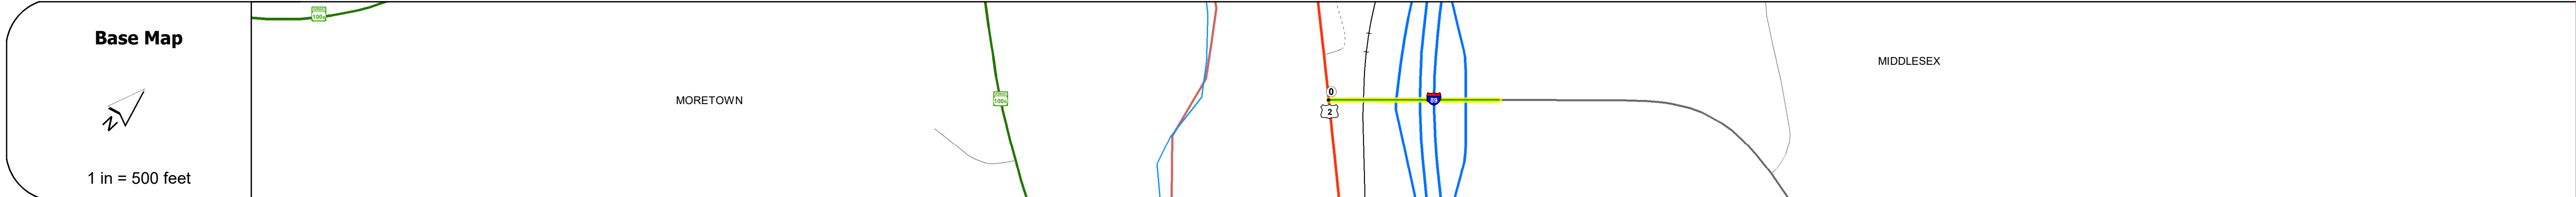 Base Map
N
1 in = 500 feet
100B
MORETOWN
100B
0
2
89
MIDDLESEX